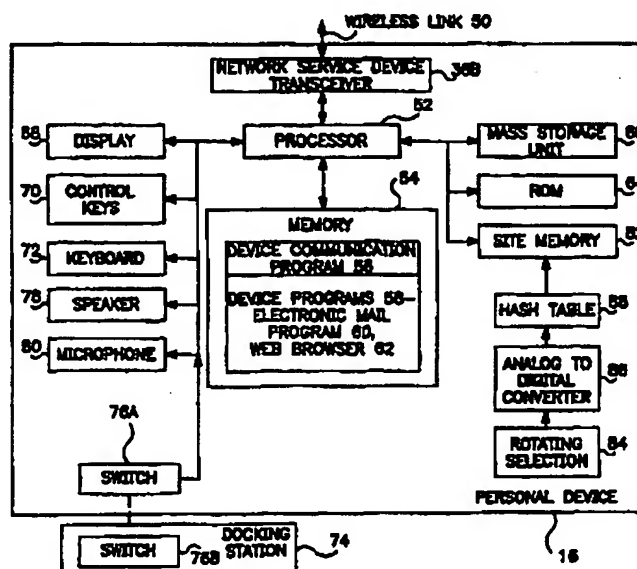 WIRELESS LINK 50
NETWORK SERVICE DEVICE
TRANSCEIVER
36B
52
68
DISPLAY
PROCESSOR
MASS STORAGE
UNIT
70
CONTROL
KEYS
54
ROM
MEMORY
72
KEYBOARD
DEVICE COMMUNICATION
PROGRAM 56
SITE MEMORY
78
SPEAKER
DEVICE PROGRAMS 58-
ELECTRONIC MAIL
PROGRAM 60,
WEB BROWSER 62
HASH TABLE
88
80
MICROPHONE
ANALOG TO
DIGITAL
CONVERTER
86
76A
ROTATING
SELECTION
84
SWITCH
PERSONAL DEVICE
DOCKING
STATION
74
16
SWITCH
76B